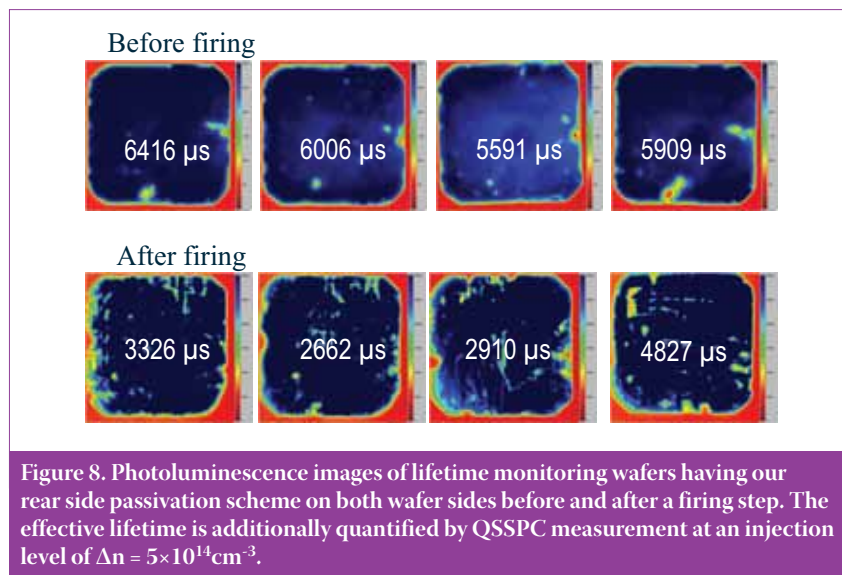 Before firing
6416 µs
6006 µs
5591 µs
5909 µs
After firing
3326 µs
2662 µs
2910 µs
4827 µs
Figure 8. Photoluminescence images of lifetime monitoring wafers having our
rear side passivation scheme on both wafer sides before and after a firing step. The
effective lifetime is additionally quantified by QSSPC measurement at an injection
level of Δn = 5×10¹⁴cm⁻³.